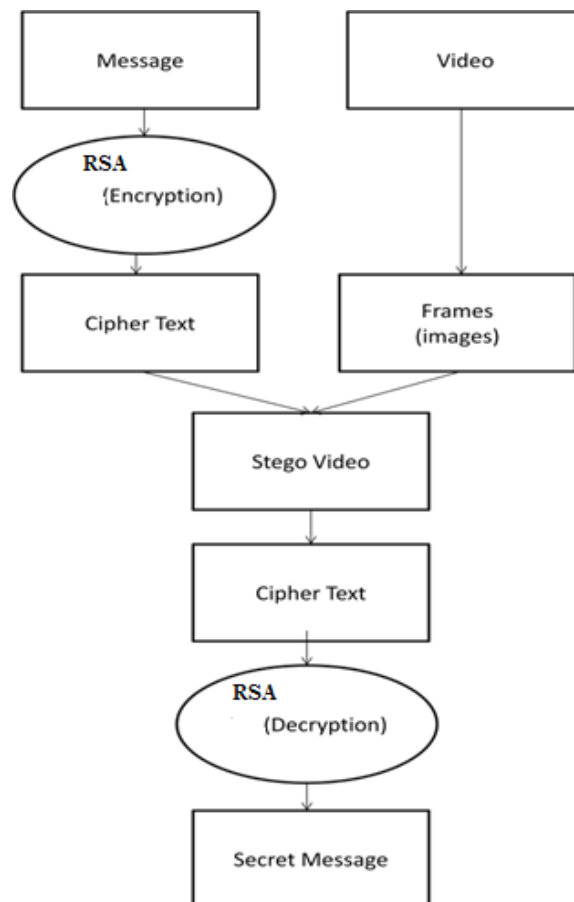 Message
Video
RSA
(Encryption)
Cipher Text
Frames
(images)
Stego Video
Cipher Text
RSA
(Decryption)
Secret Message